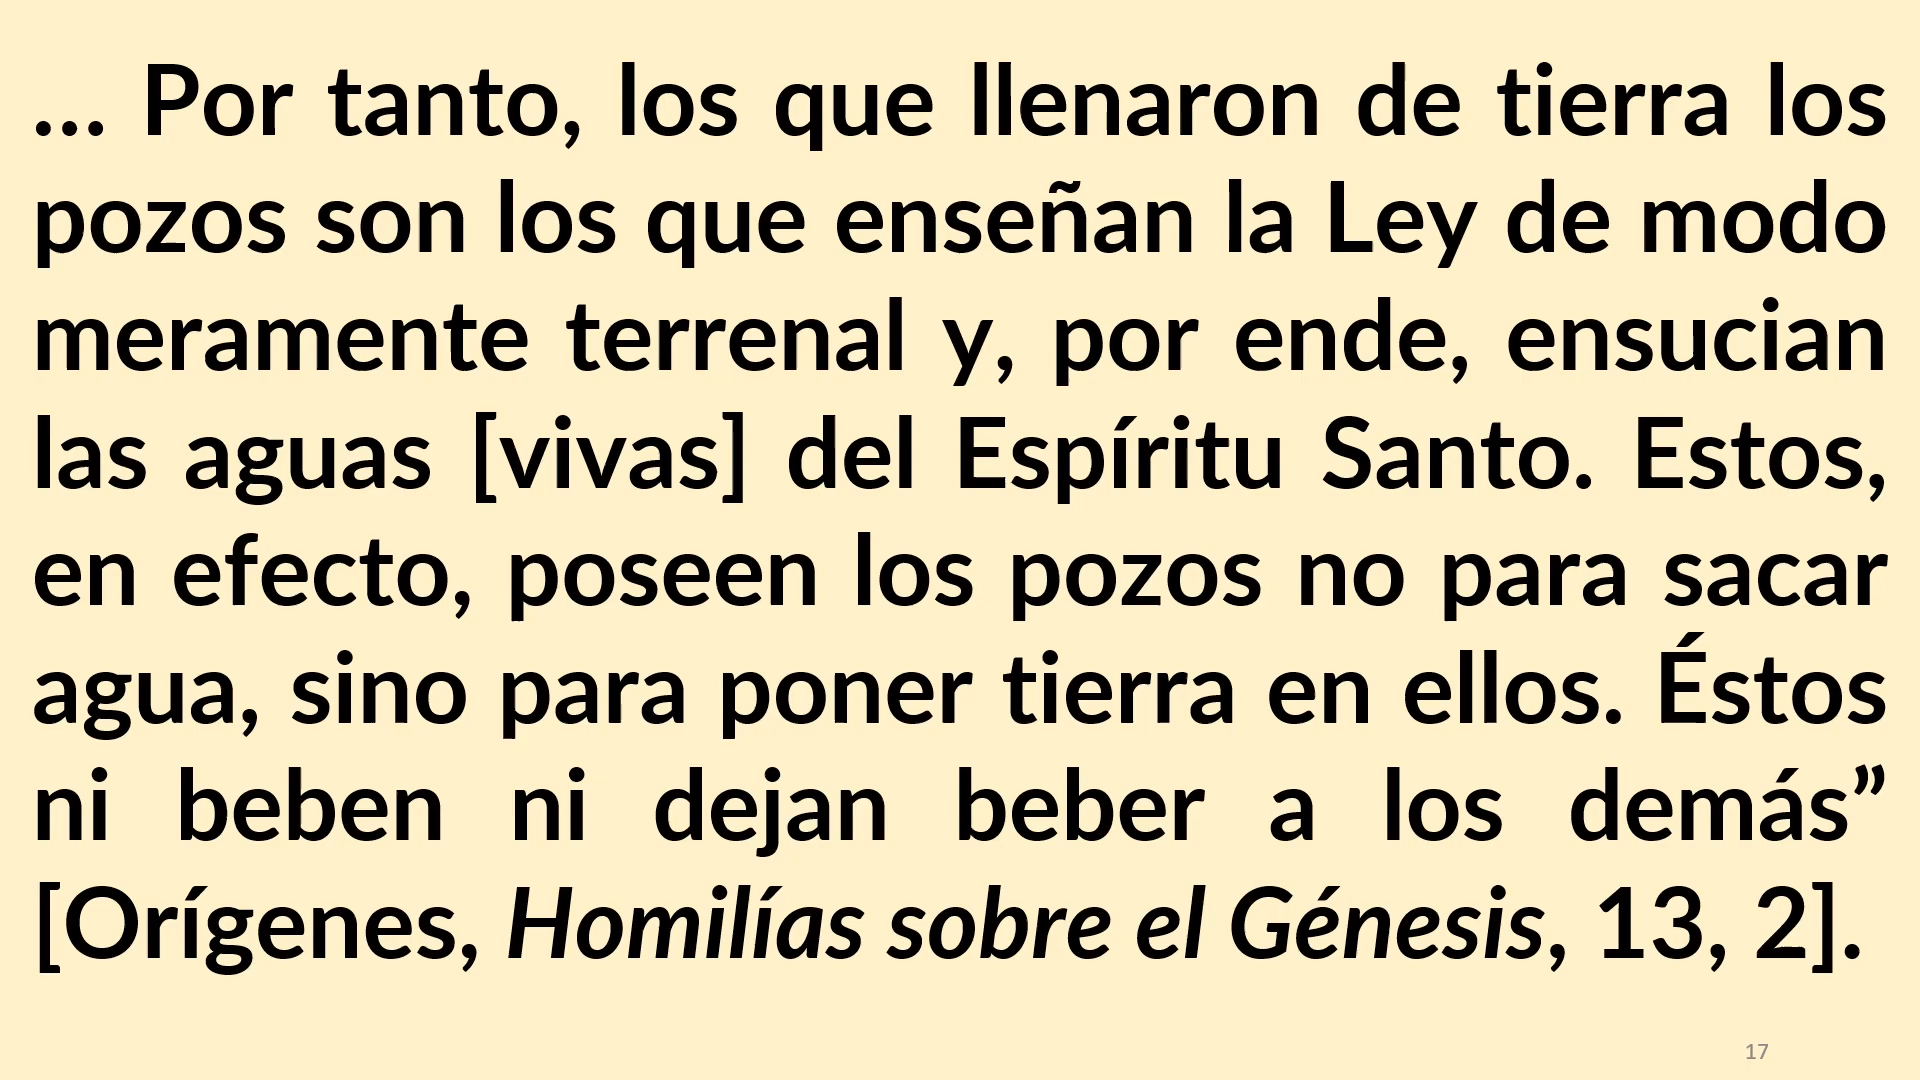 … Por tanto, los que llenaron de tierra los
pozos son los que enseñan la Ley de modo
meramente terrenal y, por ende, ensucian
las aguas [vivas] del Espíritu Santo. Estos,
en efecto, poseen los pozos no para sacar
agua, sino para poner tierra en ellos. Éstos
ni beben ni dejan beber a los demás”
[Orígenes, Homilías sobre el Génesis, 13, 2].
17